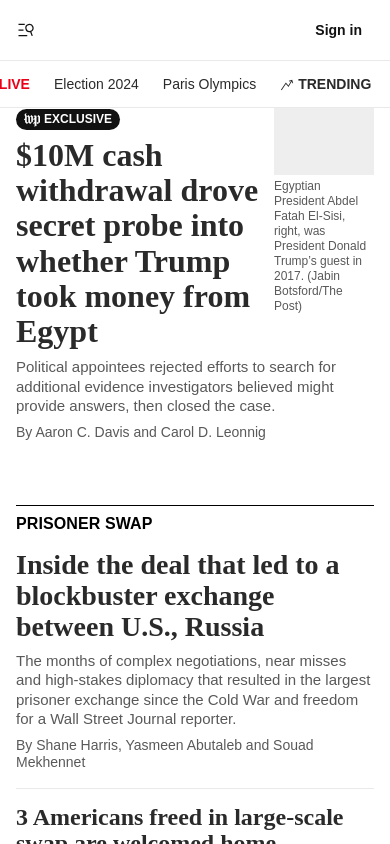 Sign in
LIVE Election 2024 Paris Olympics TRENDING
wp EXCLUSIVE
$10M cash
withdrawal drove
secret probe into
whether Trump
took money from
Egypt
Egyptian
President Abdel
Fatah El-Sisi,
right, was
President Donald
Trump's guest in
2017. (Jabin
Botsford/The
Post)
Political appointees rejected efforts to search for
additional evidence investigators believed might
provide answers, then closed the case.
By Aaron C. Davis and Carol D. Leonnig
PRISONER SWAP
Inside the deal that led to a
blockbuster exchange
between U.S., Russia
The months of complex negotiations, near misses
and high-stakes diplomacy that resulted in the largest
prisoner exchange since the Cold War and freedom
for a Wall Street Journal reporter.
By Shane Harris, Yasmeen Abutaleb and Souad
Mekhennet
3 Americans freed in large-scale
swap are welcomed home